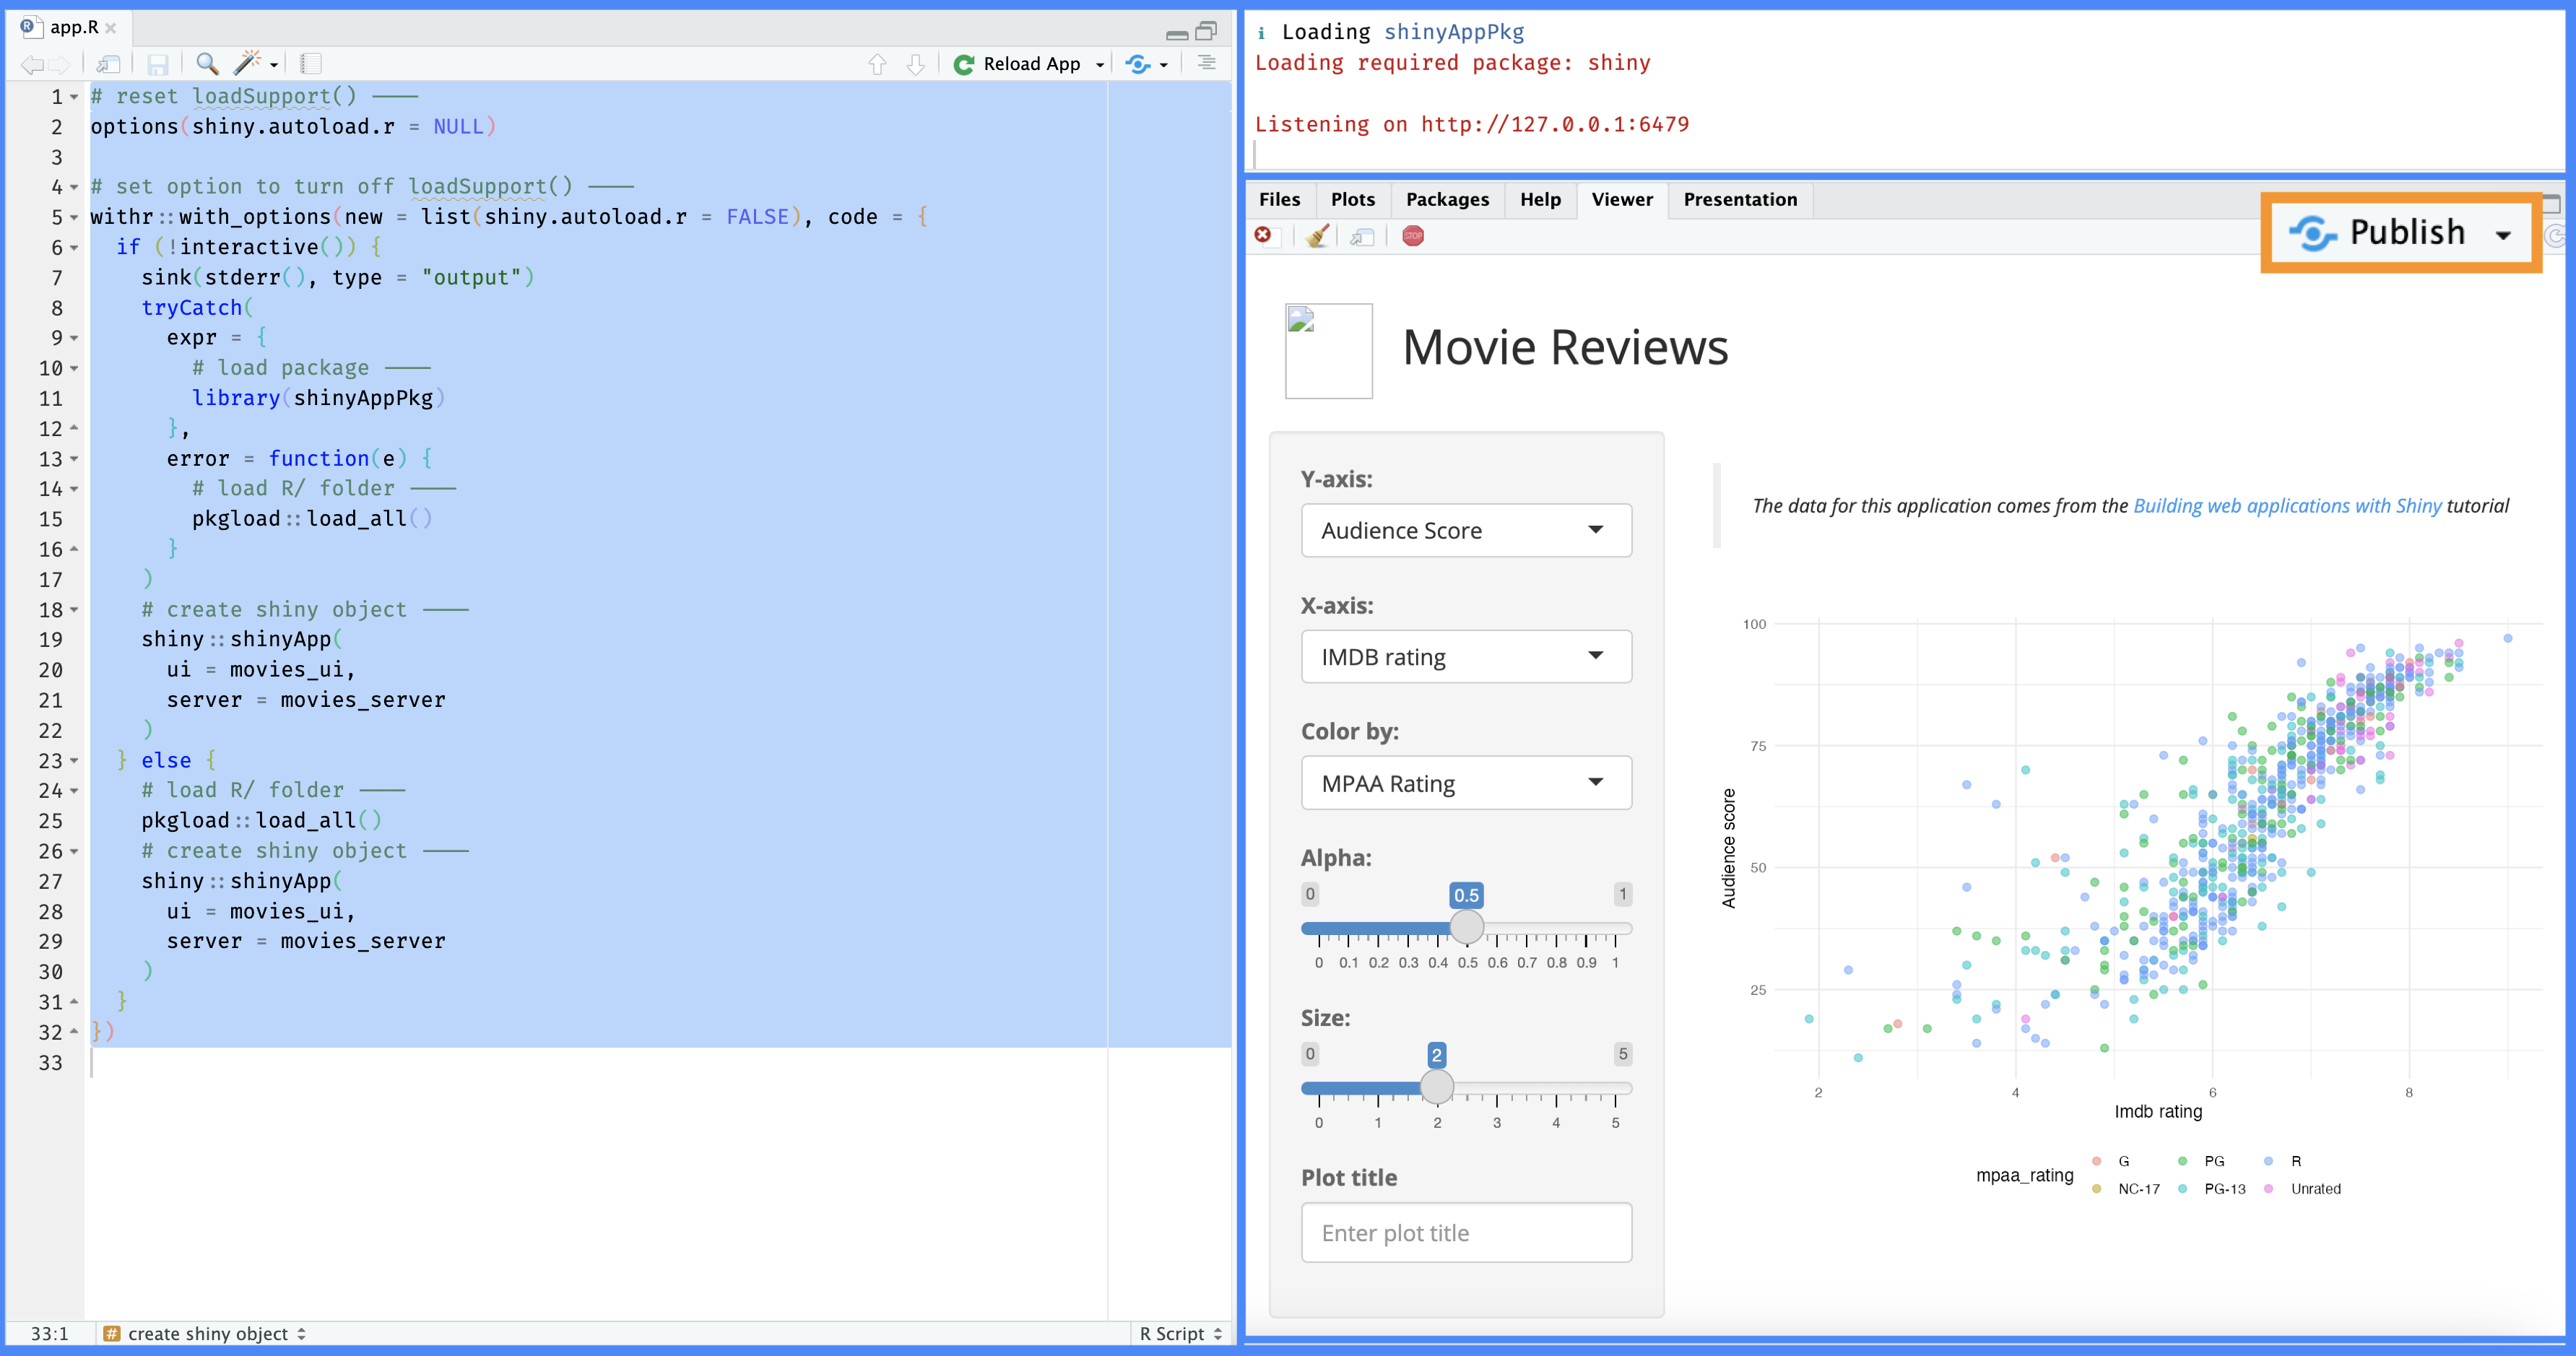 app.R
Reload App
1 # reset loadSupport() ----
2 options(shiny.autoload.r = NULL)
3
4 # set option to turn off loadSupport() ----
5 withr::with_options(new = list(shiny.autoload.r = FALSE), code = {
6 if (!interactive()) {
7 sink(stderr(), type = "output")
8 tryCatch(
9 expr = {
10 # load package ----
11 library(shinyAppPkg)
12 },
13 error = function(e) {
14 # load R/ folder ----
15 pkgload::load_all()
16 }
17 )
18 # create shiny object ----
19 shiny::shinyApp(
20 ui = movies_ui,
21 server = movies_server
22 )
23 } else {
24 # load R/ folder ----
25 pkgload::load_all()
26 # create shiny object ----
27 shiny::shinyApp(
28 ui = movies_ui,
29 server = movies_server
30 )
31 }
32 })
33
33:1 # create shiny object R Script
i Loading shinyAppPkg
Loading required package: shiny
Listening on http://127.0.0.1:6479
Files Plots Packages Help Viewer Presentation
STOP
Publish
Movie Reviews
Y-axis:
Audience Score
X-axis:
IMDB rating
Color by:
MPAA Rating
Alpha:
0 0.5 1
0 0.1 0.2 0.3 0.4 0.5 0.6 0.7 0.8 0.9 1
Size:
0 2 5
0 1 2 3 4 5
Plot title
Enter plot title
The data for this application comes from the Building web applications with Shiny tutorial
100
75
50
25
Audience score
2 4 6 8
Imdb rating
mpaa_rating
G PG R
NC-17 PG-13 Unrated